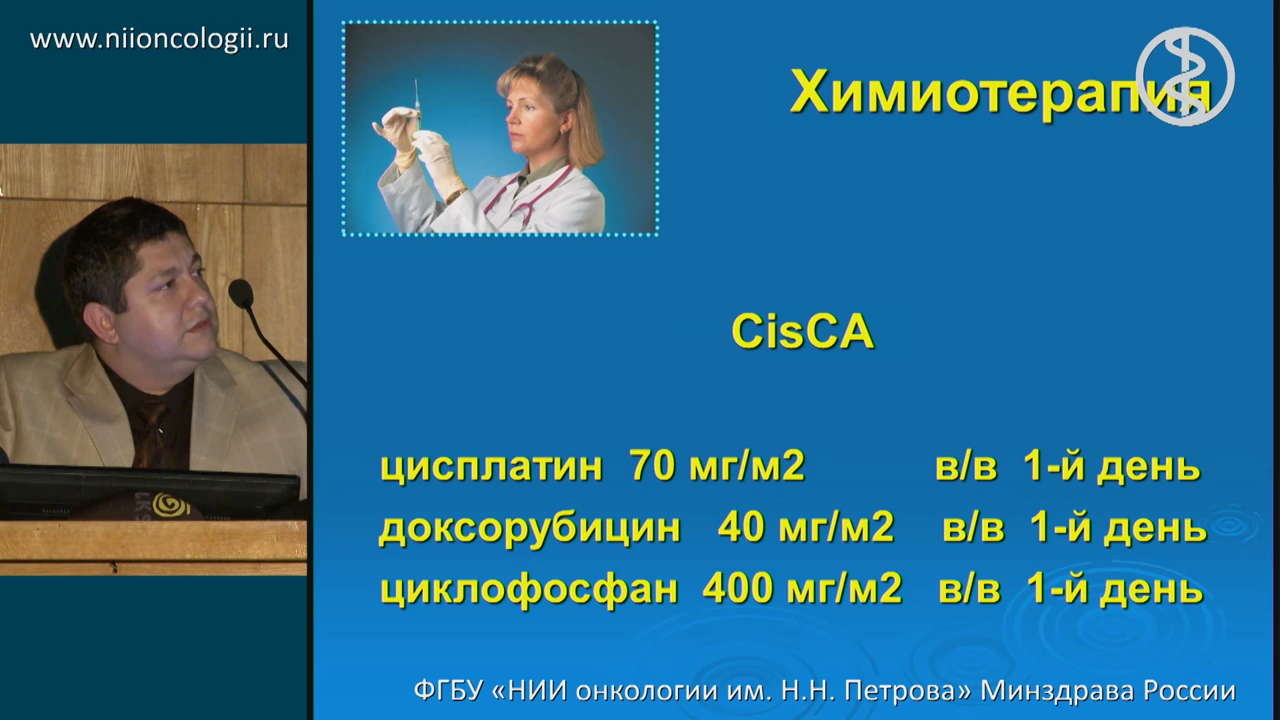 www.niioncologii.ru
Химиотерапия
CisCA
цисплатин 70 мг/м2 в/в 1-й день
доксорубицин 40 мг/м2 в/в 1-й день
циклофосфан 400 мг/м2 в/в 1-й день
ФГБУ «НИИ онкологии им. Н.Н. Петрова» Минздрава России